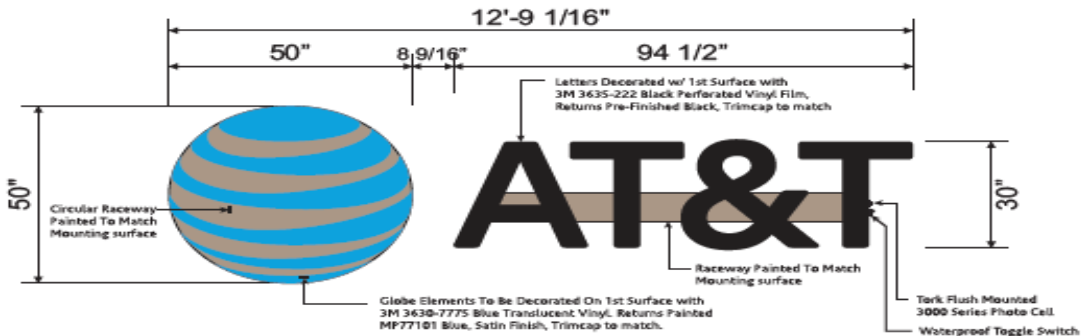 12'-9 1/16"
50" 8 9/16" 94 1/2"
Letters Decorated w/ 1st Surface with
3M 3635-222 Black Perforated Vinyl Film,
Returns Pre-Finished Black, Trimcap to match
50"
Circular Raceway
Painted To Match
Mounting surface
AT&T
30"
Raceway Painted To Match
Mounting surface
Globe Elements To Be Decorated On 1st Surface with
3M 3630-7775 Blue Translucent Vinyl. Returns Painted
MP77101 Blue, Satin Finish, Trimcap to match.
Tork Flush Mounted
3000 Series Photo Cell
Waterproof Toggle Switch